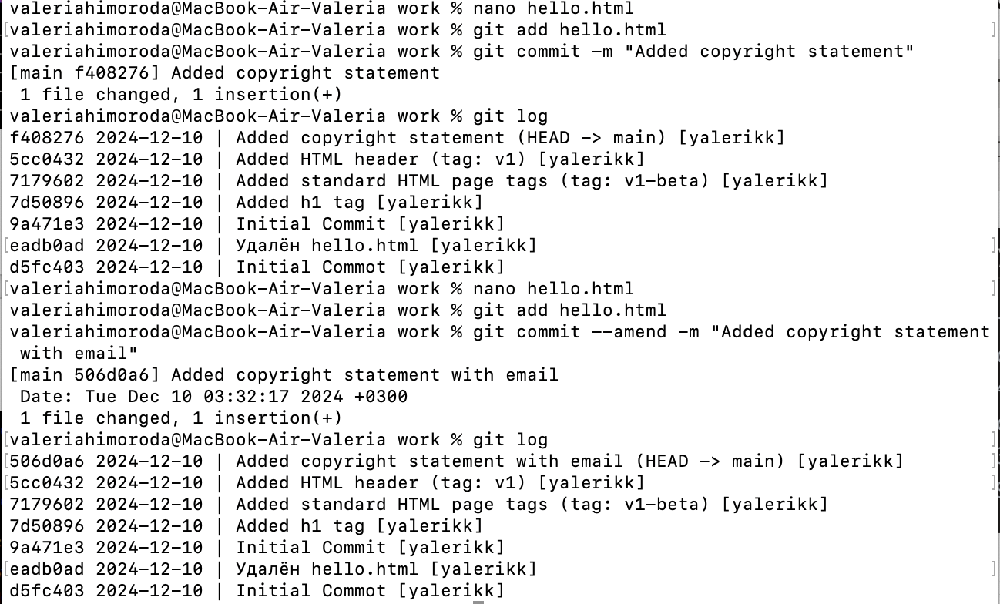 valeriahimoroda@MacBook-Air-Valeria work % nano hello.html
[valeriahimoroda@MacBook-Air-Valeria work % git add hello.html ]
valeriahimoroda@MacBook-Air-Valeria work % git commit -m "Added copyright statement"
[main f408276] Added copyright statement
 1 file changed, 1 insertion(+)
valeriahimoroda@MacBook-Air-Valeria work % git log
f408276 2024-12-10 | Added copyright statement (HEAD -> main) [yalerikk]
5cc0432 2024-12-10 | Added HTML header (tag: v1) [yalerikk]
7179602 2024-12-10 | Added standard HTML page tags (tag: v1-beta) [yalerikk]
7d50896 2024-12-10 | Added h1 tag [yalerikk]
9a471e3 2024-12-10 | Initial Commit [yalerikk]
[eadb0ad 2024-12-10 | Удалён hello.html [yalerikk] ]
d5fc403 2024-12-10 | Initial Commot [yalerikk]
[valeriahimoroda@MacBook-Air-Valeria work % nano hello.html ]
valeriahimoroda@MacBook-Air-Valeria work % git add hello.html
valeriahimoroda@MacBook-Air-Valeria work % git commit --amend -m "Added copyright statement
 with email"
[main 506d0a6] Added copyright statement with email
 Date: Tue Dec 10 03:32:17 2024 +0300
 1 file changed, 1 insertion(+)
[valeriahimoroda@MacBook-Air-Valeria work % git log ]
[506d0a6 2024-12-10 | Added copyright statement with email (HEAD -> main) [yalerikk] ]
[5cc0432 2024-12-10 | Added HTML header (tag: v1) [yalerikk] ]
7179602 2024-12-10 | Added standard HTML page tags (tag: v1-beta) [yalerikk]
7d50896 2024-12-10 | Added h1 tag [yalerikk]
9a471e3 2024-12-10 | Initial Commit [yalerikk]
[eadb0ad 2024-12-10 | Удалён hello.html [yalerikk] ]
d5fc403 2024-12-10 | Initial Commot [yalerikk]